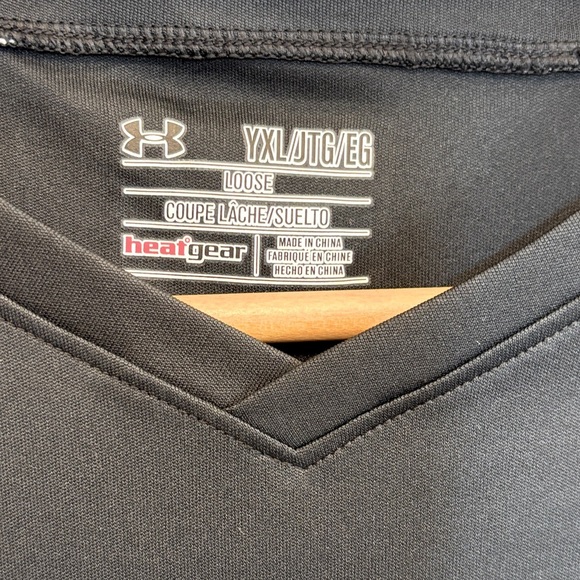 YXL/JTG/EG
LOOSE
COUPE LÂCHE/SUELTO
heatgear
MADE IN CHINA
FABRIQUÉ EN CHINE
HECHO EN CHINA